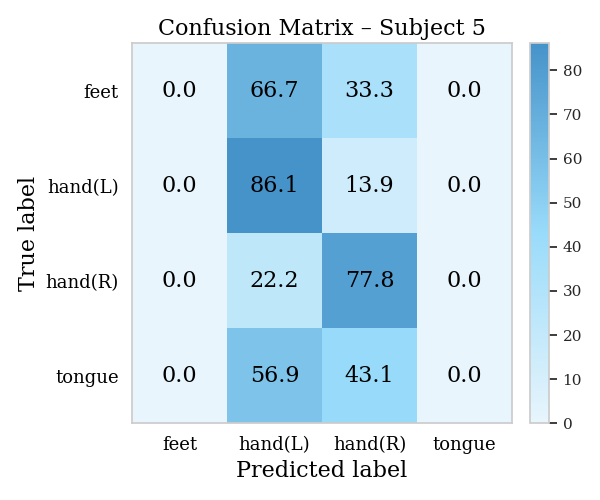 Confusion Matrix – Subject 5
True label
feet 0.0 66.7 33.3 0.0
hand(L) 0.0 86.1 13.9 0.0
hand(R) 0.0 22.2 77.8 0.0
tongue 0.0 56.9 43.1 0.0
feet hand(L) hand(R) tongue
Predicted label
80
70
60
50
40
30
20
10
0